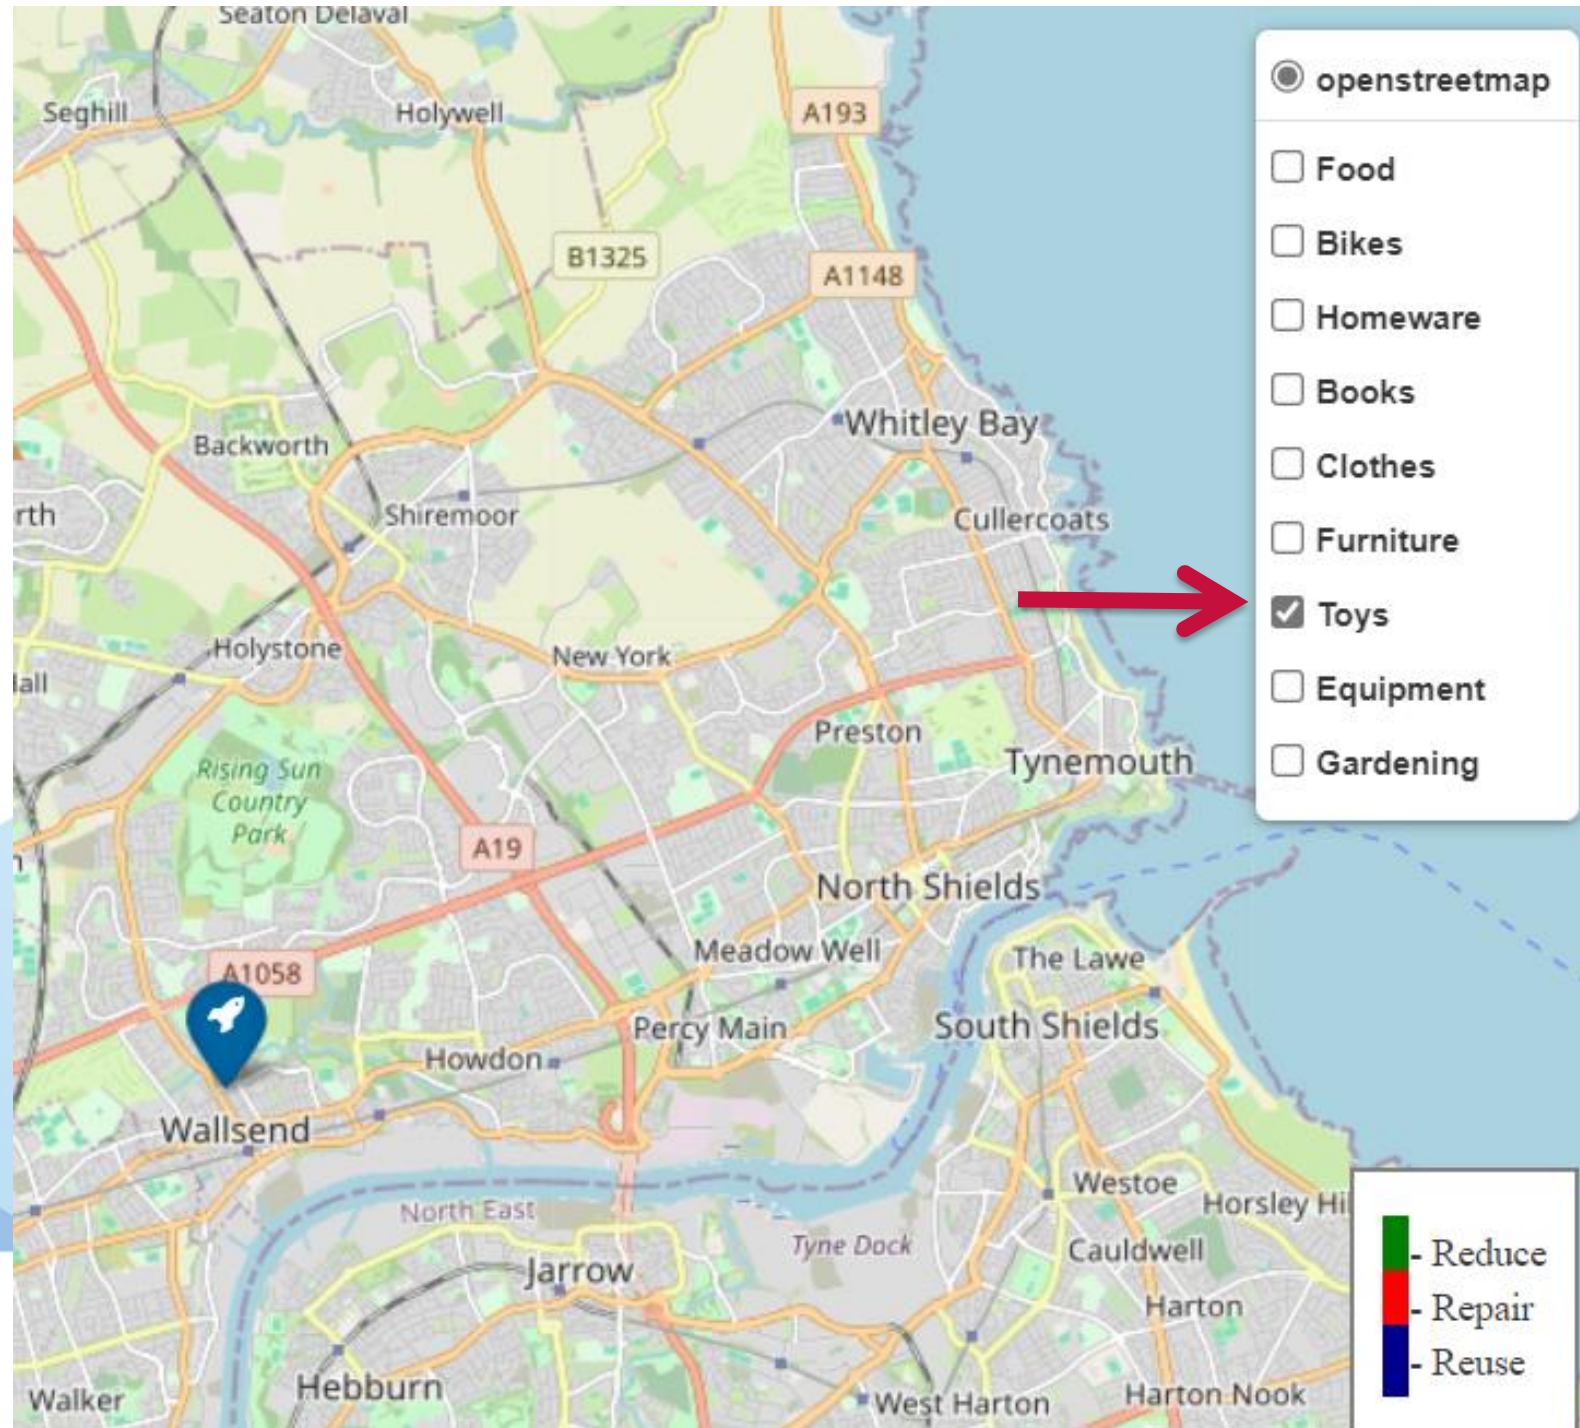 Seaton Delaval
Seghill
Holywell
A193
B1325
A1148
Whitley Bay
Backworth
Shiremoor
Cullercoats
rth
Holystone
New York
Preston
Tynemouth
Rising Sun
Country
Park
A19
North Shields
Meadow Well
The Lawe
A1058
Percy Main
South Shields
Howdon
Wallsend
North East
Westoe
Horsley Hil
Tyne Dock
Cauldwell
Jarrow
Harton
Walker
Hebburn
West Harton
Harton Nook
openstreetmap
Food
Bikes
Homeware
Books
Clothes
Furniture
Toys
Equipment
Gardening
- Reduce
- Repair
- Reuse